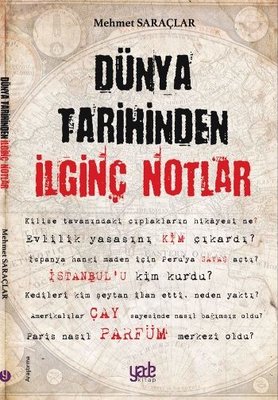 Mehmet SARAÇLAR
DÜNYA
TARİHİNDEN
İLGİNÇ NOTLAR
Kilise tavanındaki çıplakların hikâyesi ne?
Evlilik yasasını KİM çıkardı?
İspanya hangi maden için Peru'ya SAVAŞ açtı?
İSTANBUL'U kim kurdu?
Kedileri kim şeytan ilan etti, neden yaktı?
Amerikalılar ÇAY sayesinde nasıl bağımsız oldu?
Paris nasıl PARFÜM merkezi oldu?
yade
kitap
DÜNYA TARİHİNDEN İLGİNÇ NOTLAR
Mehmet SARAÇLAR
Araştırma